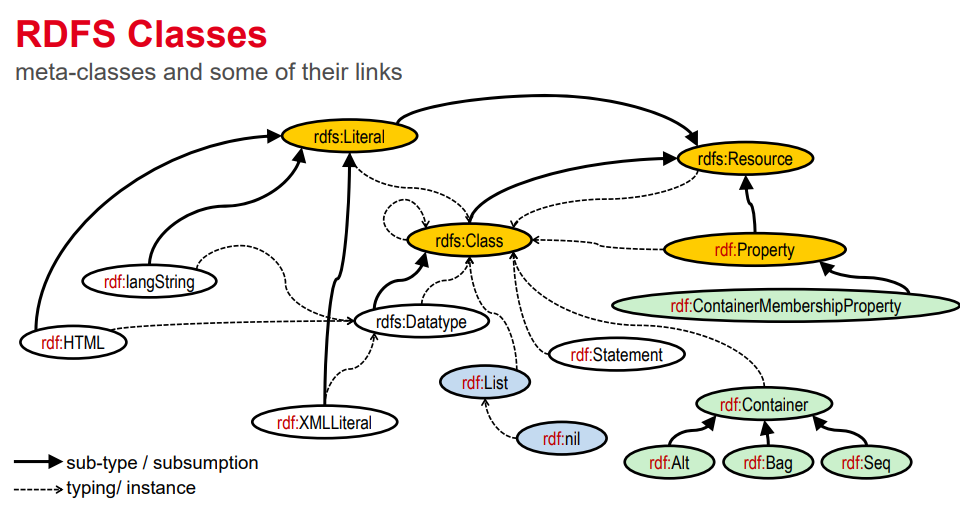 RDFS Classes
meta-classes and some of their links
rdfs:Literal
rdfs:Resource
rdfs:Class
rdf:Property
rdf:langString
rdf:ContainerMembershipProperty
rdfs:Datatype
rdf:HTML
rdf:Statement
rdf:List
rdf:Container
rdf:XMLLiteral
rdf:nil
rdf:Alt
rdf:Bag
rdf:Seq
sub-type / subsumption
typing/ instance